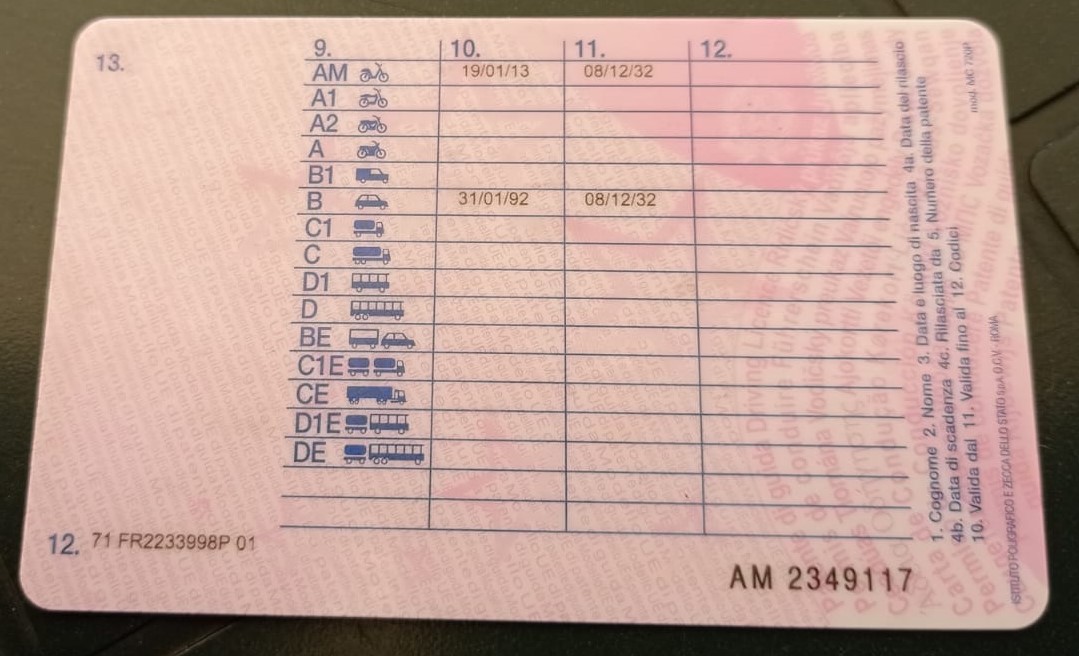 13.
9. 10. 11. 12.
AM 19/01/13 08/12/32
A1
A2
A
B1
B 31/01/92 08/12/32
C1
C
D1
D
BE
C1E
CE
D1E
DE
12. 71 FR2233998P 01
AM 2349117
1. Cognome 2. Nome 3. Data e luogo di nascita 4a. Data del rilascio
4b. Data di scadenza 4c. Rilasciata da 5. Numero della patente
10. Valida dal 11. Valida fino al 12. Codici
mod. MC 720P
ISTITUTO POLIGRAFICO E ZECCA DELLO STATO S.p.A. O.C.V. - ROMA